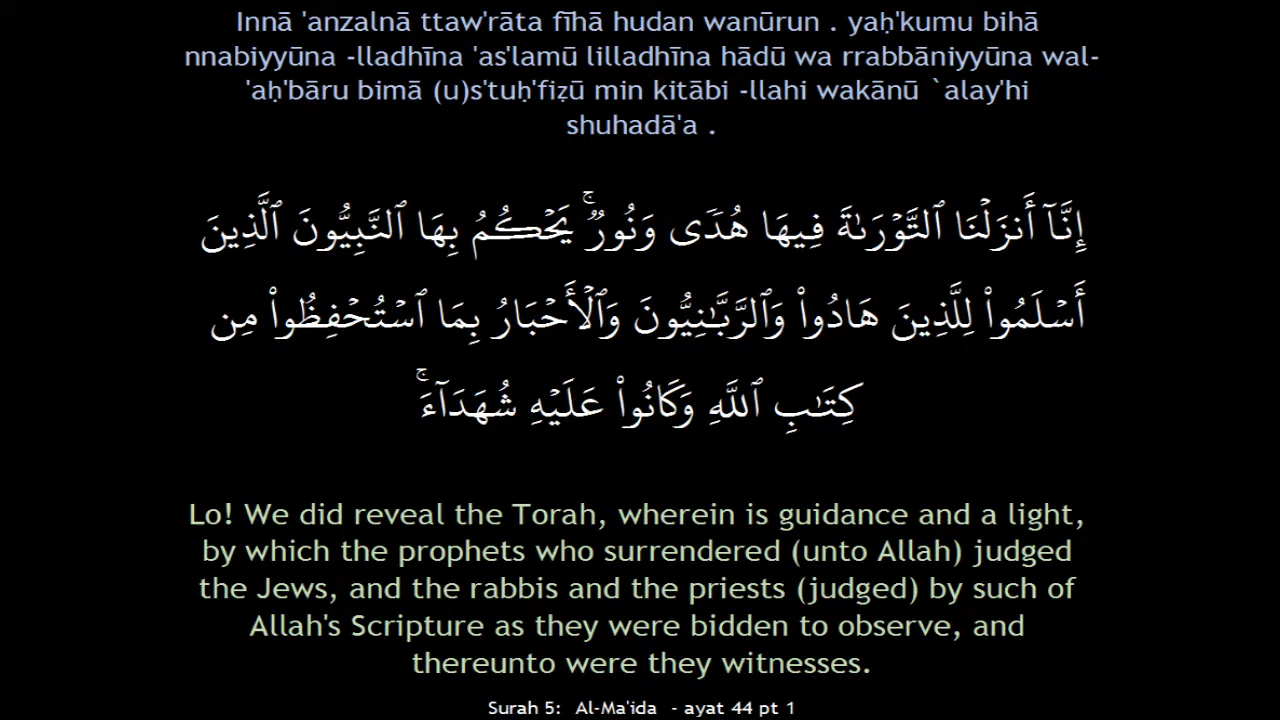 Innā 'anzalnā ttaw'rāta fīhā hudan wanūrun . yaḥ'kumu bihā
nnabiyyūna -lladhīna 'as'lamū lilladhīna hādū wa rrabbāniyyūna wal-
'aḥ'bāru bimā (u)s'tuḥ'fiẓū min kitābi -llahi wakānū `alay'hi
shuhadā'a .
إِنَّآ أَنزَلْنَا ٱلتَّوْرَىٰةَ فِيهَا هُدًى وَنُورٌ ۚ يَحْكُمُ بِهَا ٱلنَّبِيُّونَ ٱلَّذِينَ
أَسْلَمُوا۟ لِلَّذِينَ هَادُوا۟ وَٱلرَّبَّـٰنِيُّونَ وَٱلْأَحْبَارُ بِمَا ٱسْتُحْفِظُوا۟ مِن
كِتَـٰبِ ٱللَّهِ وَكَانُوا۟ عَلَيْهِ شُهَدَآءَ ۚ
Lo! We did reveal the Torah, wherein is guidance and a light,
by which the prophets who surrendered (unto Allah) judged
the Jews, and the rabbis and the priests (judged) by such of
Allah's Scripture as they were bidden to observe, and
thereunto were they witnesses.
Surah 5: Al-Ma'ida - ayat 44 pt 1